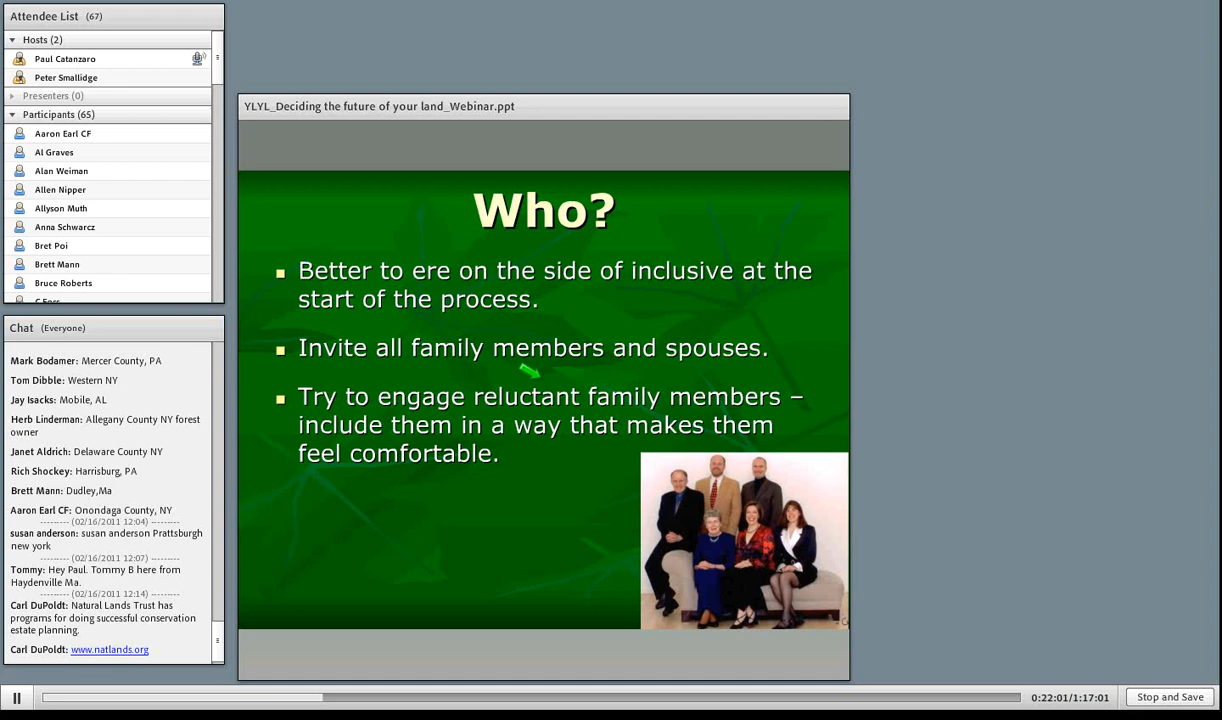 Attendee List (67)
Hosts (2)
Paul Catanzaro
Peter Smallidge
Presenters (0)
Participants (65)
Aaron Earl CF
Al Graves
Alan Weiman
Allen Nipper
Allyson Muth
Anna Schwarcz
Bret Poi
Brett Mann
Bruce Roberts
Chat (Everyone)
Mark Bodamer: Mercer County, PA
Tom Dibble: Western NY
Jay Isacks: Mobile, AL
Herb Linderman: Allegany County NY forest
owner
Janet Aldrich: Delaware County NY
Rich Shockey: Harrisburg, PA
Brett Mann: Dudley,Ma
Aaron Earl CF: Onondaga County, NY
--------- (02/16/2011 12:04) ---------
susan anderson: susan anderson Prattsburgh
new york
--------- (02/16/2011 12:07) ---------
Tommy: Hey Paul. Tommy B here from
Haydenville Ma.
--------- (02/16/2011 12:14) ---------
Carl DuPoldt: Natural Lands Trust has
programs for doing successful conservation
estate planning.
Carl DuPoldt: www.natlands.org
YLYL_Deciding the future of your land_Webinar.ppt
Who?
Better to ere on the side of inclusive at the
start of the process.
Invite all family members and spouses.
Try to engage reluctant family members –
include them in a way that makes them
feel comfortable.
0:22:01/1:17:01
Stop and Save